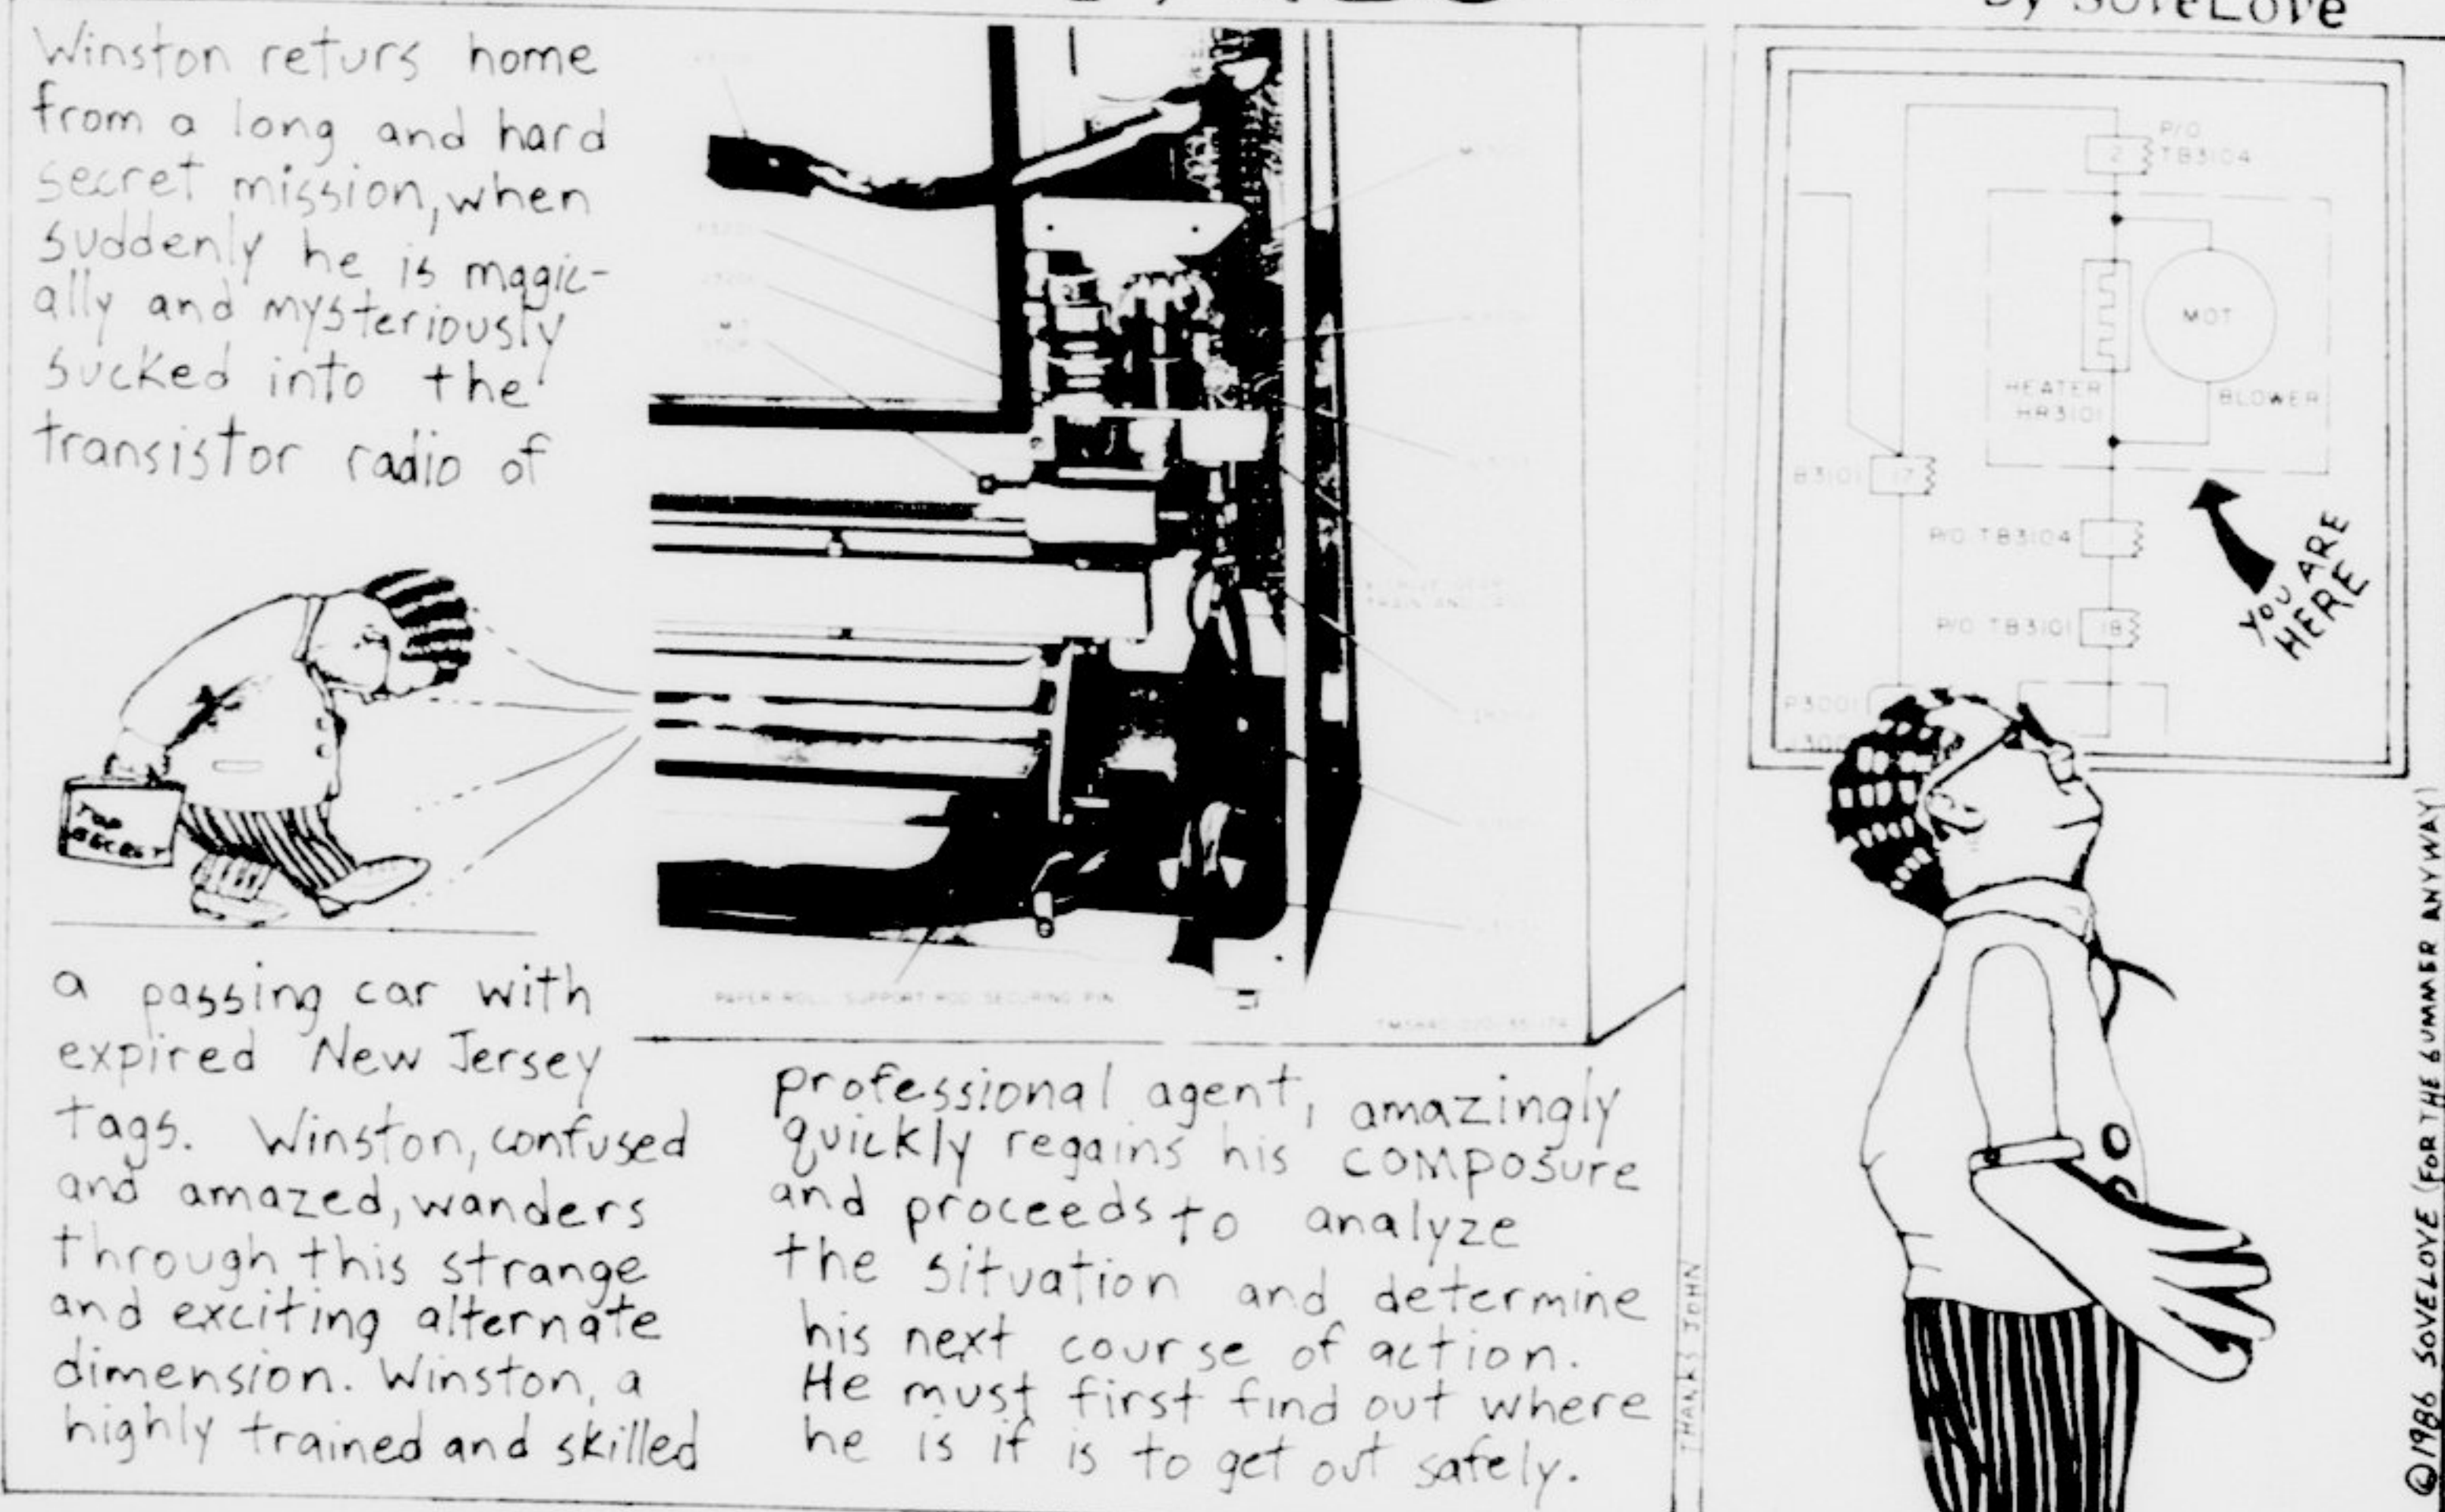 by SoveLove
Winston returs home
from a long and hard
secret mission, when
suddenly he is magic-
ally and mysteriously
sucked into the
transistor radio of
TOP
SECRET
a passing car with
expired New Jersey
tags. Winston, confused
and amazed, wanders
through this strange
and exciting alternate
dimension. Winston, a
highly trained and skilled
PAPER ROLL SUPPORT ROD SECURING PIN
professional agent, amazingly
quickly regains his composure
and proceeds to analyze
the situation and determine
his next course of action.
He must first find out where
he is if is to get out safely.
THANKS JOHN
P/O
TB3104
2
MOT
HEATER
HR3101
BLOWER
B3101 17
P/O TB3104
P/O TB3101 18
P3001
YOU ARE
HERE
©1986 SOVELOVE (FOR THE SUMMER ANYWAY)